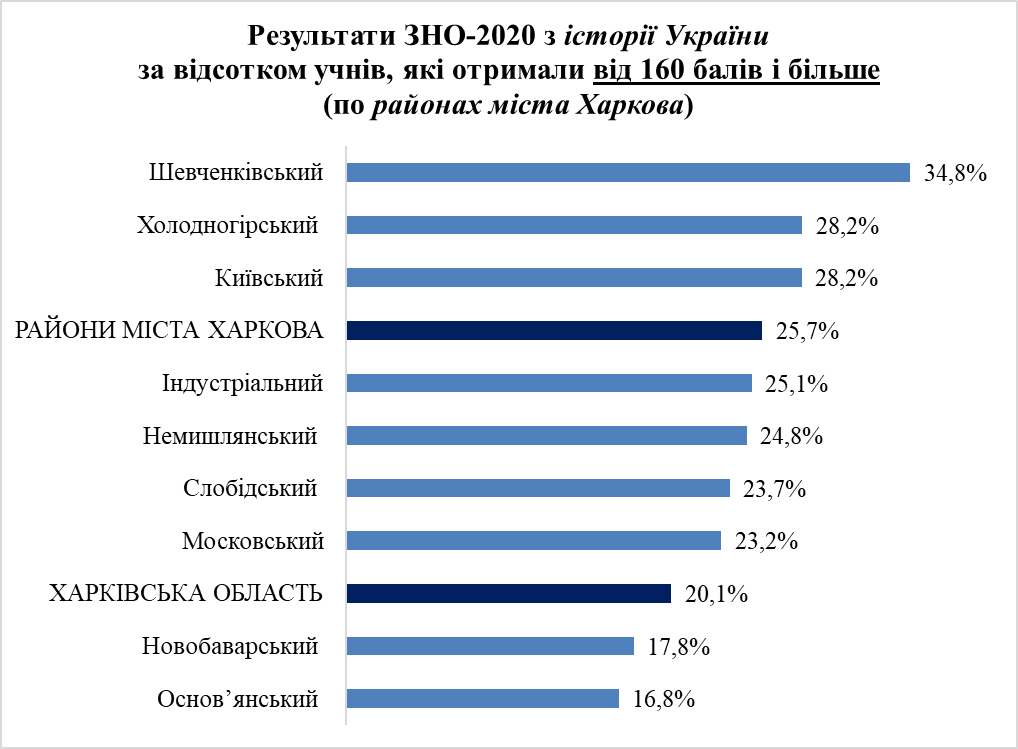 Результати ЗНО-2020 з історії України
за відсотком учнів, які отримали від 160 балів і більше
(по районах міста Харкова)
Шевченківський 34,8%
Холодногірський 28,2%
Київський 28,2%
РАЙОНИ МІСТА ХАРКОВА 25,7%
Індустріальний 25,1%
Немишлянський 24,8%
Слобідський 23,7%
Московський 23,2%
ХАРКІВСЬКА ОБЛАСТЬ 20,1%
Новобаварський 17,8%
Основ’янський 16,8%